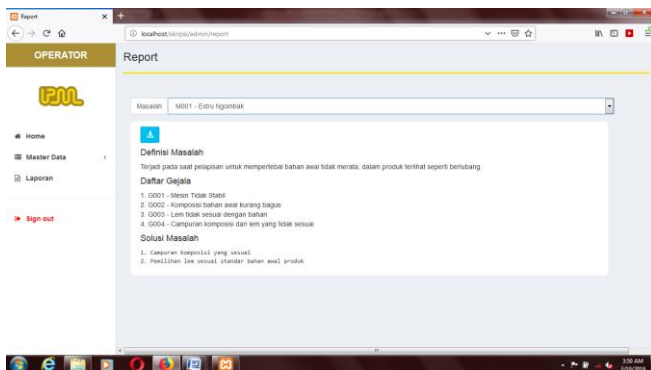 Report
localhost/skripsi/admin/report
OPERATOR
Report
Masalah M001 - Extru Ngombak
Home
Master Data
Laporan
Sign out
Definisi Masalah
Terjadi pada saat pelapisan untuk mempertebal bahan awal tidak merata, dalam produk terlihat seperti berlubang.
Daftar Gejala
1. G001 - Mesin Tidak Stabil
2. G002 - Komposisi bahan awal kurang bagus
3. G003 - Lem tidak sesuai dengan bahan
4. G004 - Campuran komposisi dan lem yang tidak sesuai
Solusi Masalah
1. Campuran komposisi yang sesuai
2. Pemilihan lem sesuai standar bahan awal produk
3:50 AM